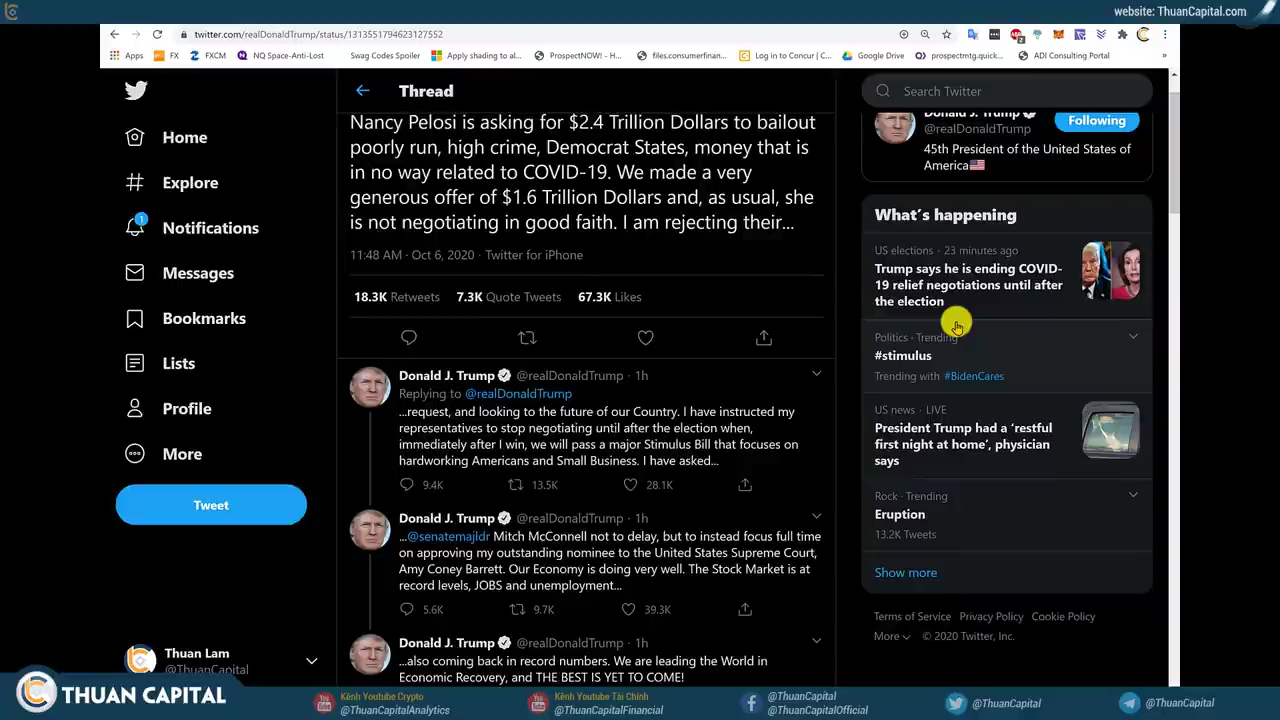 website: ThuanCapital.com
twitter.com/realDonaldTrump/status/1313551794623127552
Apps
FX
FXCM
NQ Space-Anti-Lost
Swag Codes Spoiler
Apply shading to al...
ProspectNOW! - H...
files.consumerfinan...
Log in to Concur | C...
Google Drive
prospectmtg.quick...
ADI Consulting Portal
Home
Explore
1
Notifications
Messages
Bookmarks
Lists
Profile
More
Tweet
Thuan Lam
@ThuanCapital
Thread
Nancy Pelosi is asking for $2.4 Trillion Dollars to bailout
poorly run, high crime, Democrat States, money that is
in no way related to COVID-19. We made a very
generous offer of $1.6 Trillion Dollars and, as usual, she
is not negotiating in good faith. I am rejecting their...
11:48 AM · Oct 6, 2020 · Twitter for iPhone
18.3K Retweets 7.3K Quote Tweets 67.3K Likes
Donald J. Trump @realDonaldTrump · 1h
Replying to @realDonaldTrump
...request, and looking to the future of our Country. I have instructed my
representatives to stop negotiating until after the election when,
immediately after I win, we will pass a major Stimulus Bill that focuses on
hardworking Americans and Small Business. I have asked...
9.4K 13.5K 28.1K
Donald J. Trump @realDonaldTrump · 1h
...@senatemajldr Mitch McConnell not to delay, but to instead focus full time
on approving my outstanding nominee to the United States Supreme Court,
Amy Coney Barrett. Our Economy is doing very well. The Stock Market is at
record levels, JOBS and unemployment...
5.6K 9.7K 39.3K
Donald J. Trump @realDonaldTrump · 1h
...also coming back in record numbers. We are leading the World in
Economic Recovery, and THE BEST IS YET TO COME!
Search Twitter
Donald J. Trump
@realDonaldTrump
Following
45th President of the United States of
America
What's happening
US elections · 23 minutes ago
Trump says he is ending COVID-
19 relief negotiations until after
the election
Politics · Trending
#stimulus
Trending with #BidenCares
US news · LIVE
President Trump had a 'restful
first night at home', physician
says
Rock · Trending
Eruption
13.2K Tweets
Show more
Terms of Service Privacy Policy Cookie Policy
More © 2020 Twitter, Inc.
THUAN CAPITAL
Kênh Youtube Crypto
@ThuanCapitalAnalytics
Kênh Youtube Tài Chính
@ThuanCapitalFinancial
@ThuanCapital
@ThuanCapitalOfficial
@ThuanCapital
@ThuanCapital